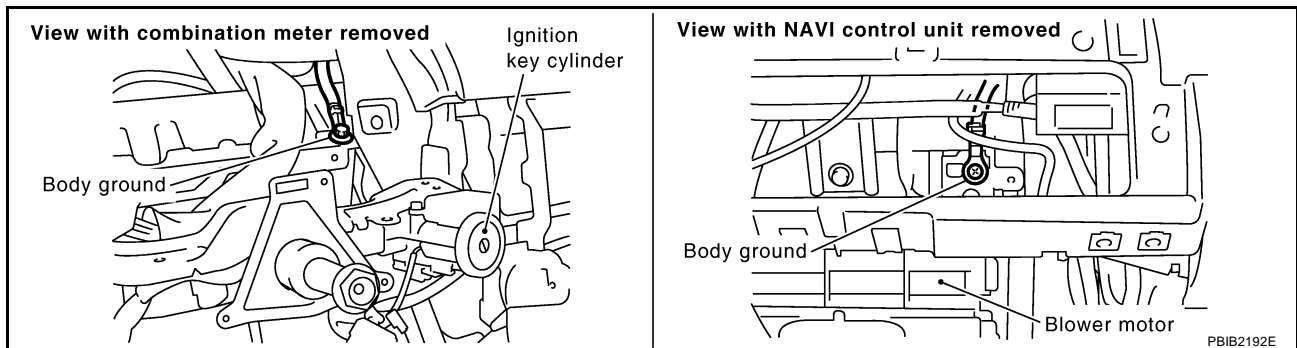 View with combination meter removed
Ignition
key cylinder
Body ground
View with NAVI control unit removed
Body ground
Blower motor
PBIB2192E